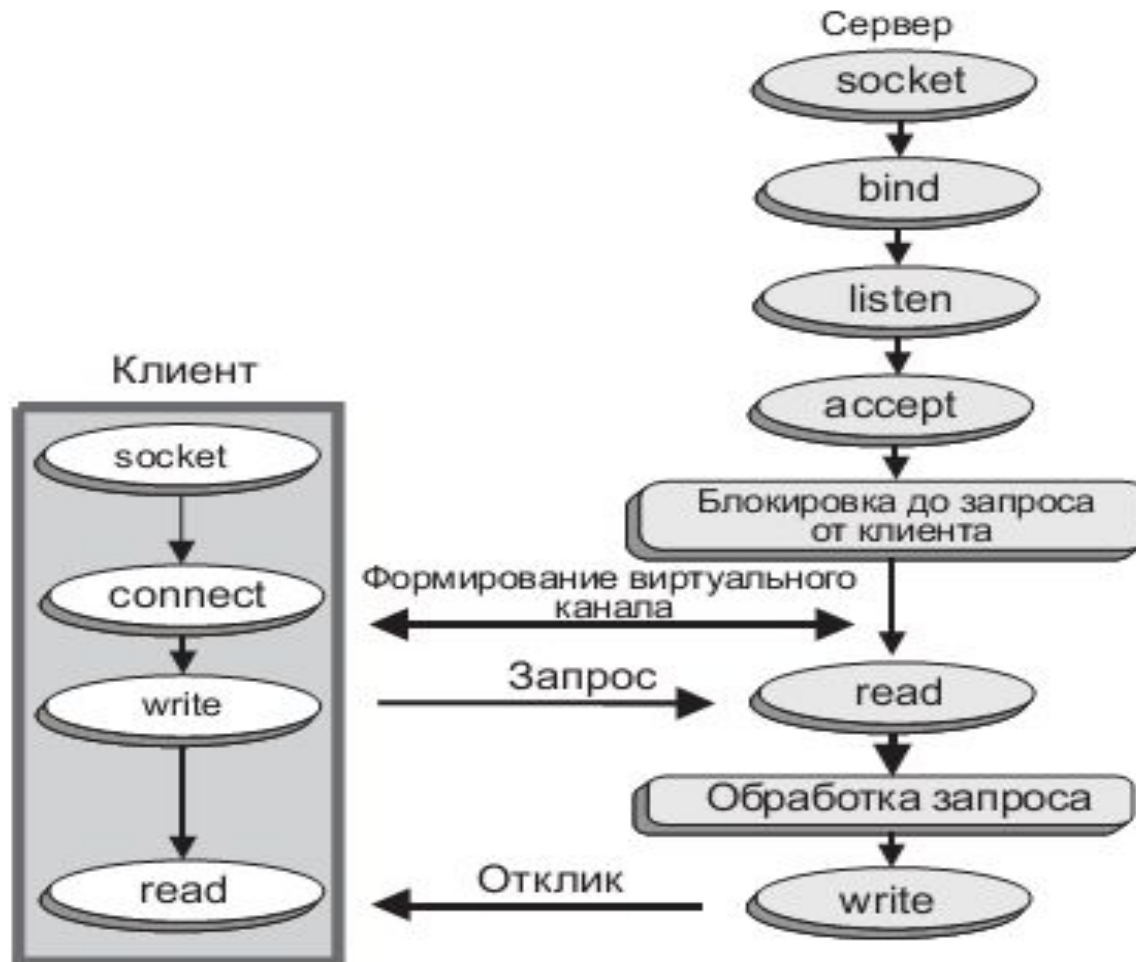 Сервер
socket
bind
listen
accept
Блокировка до запроса
от клиента
Клиент
socket
connect
write
read
Формирование виртуального
канала
Запрос
read
Обработка запроса
Отклик
write